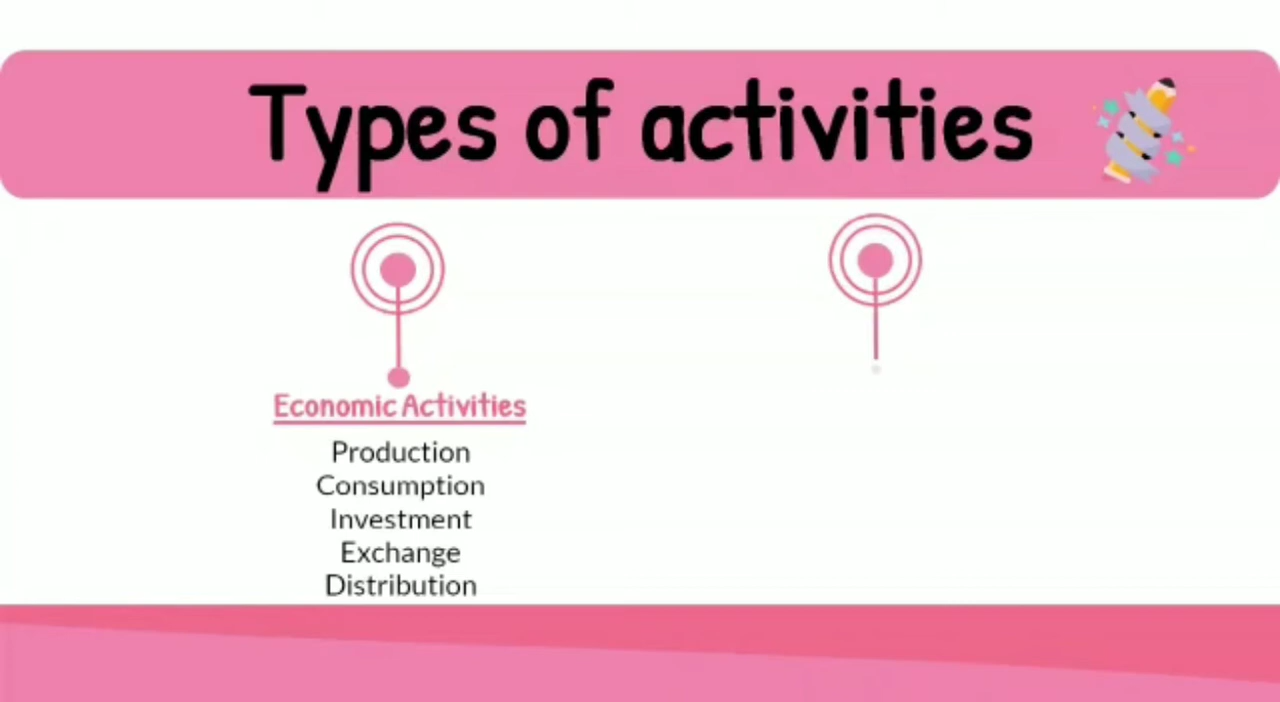 Types of activities
Economic Activities
Production
Consumption
Investment
Exchange
Distribution